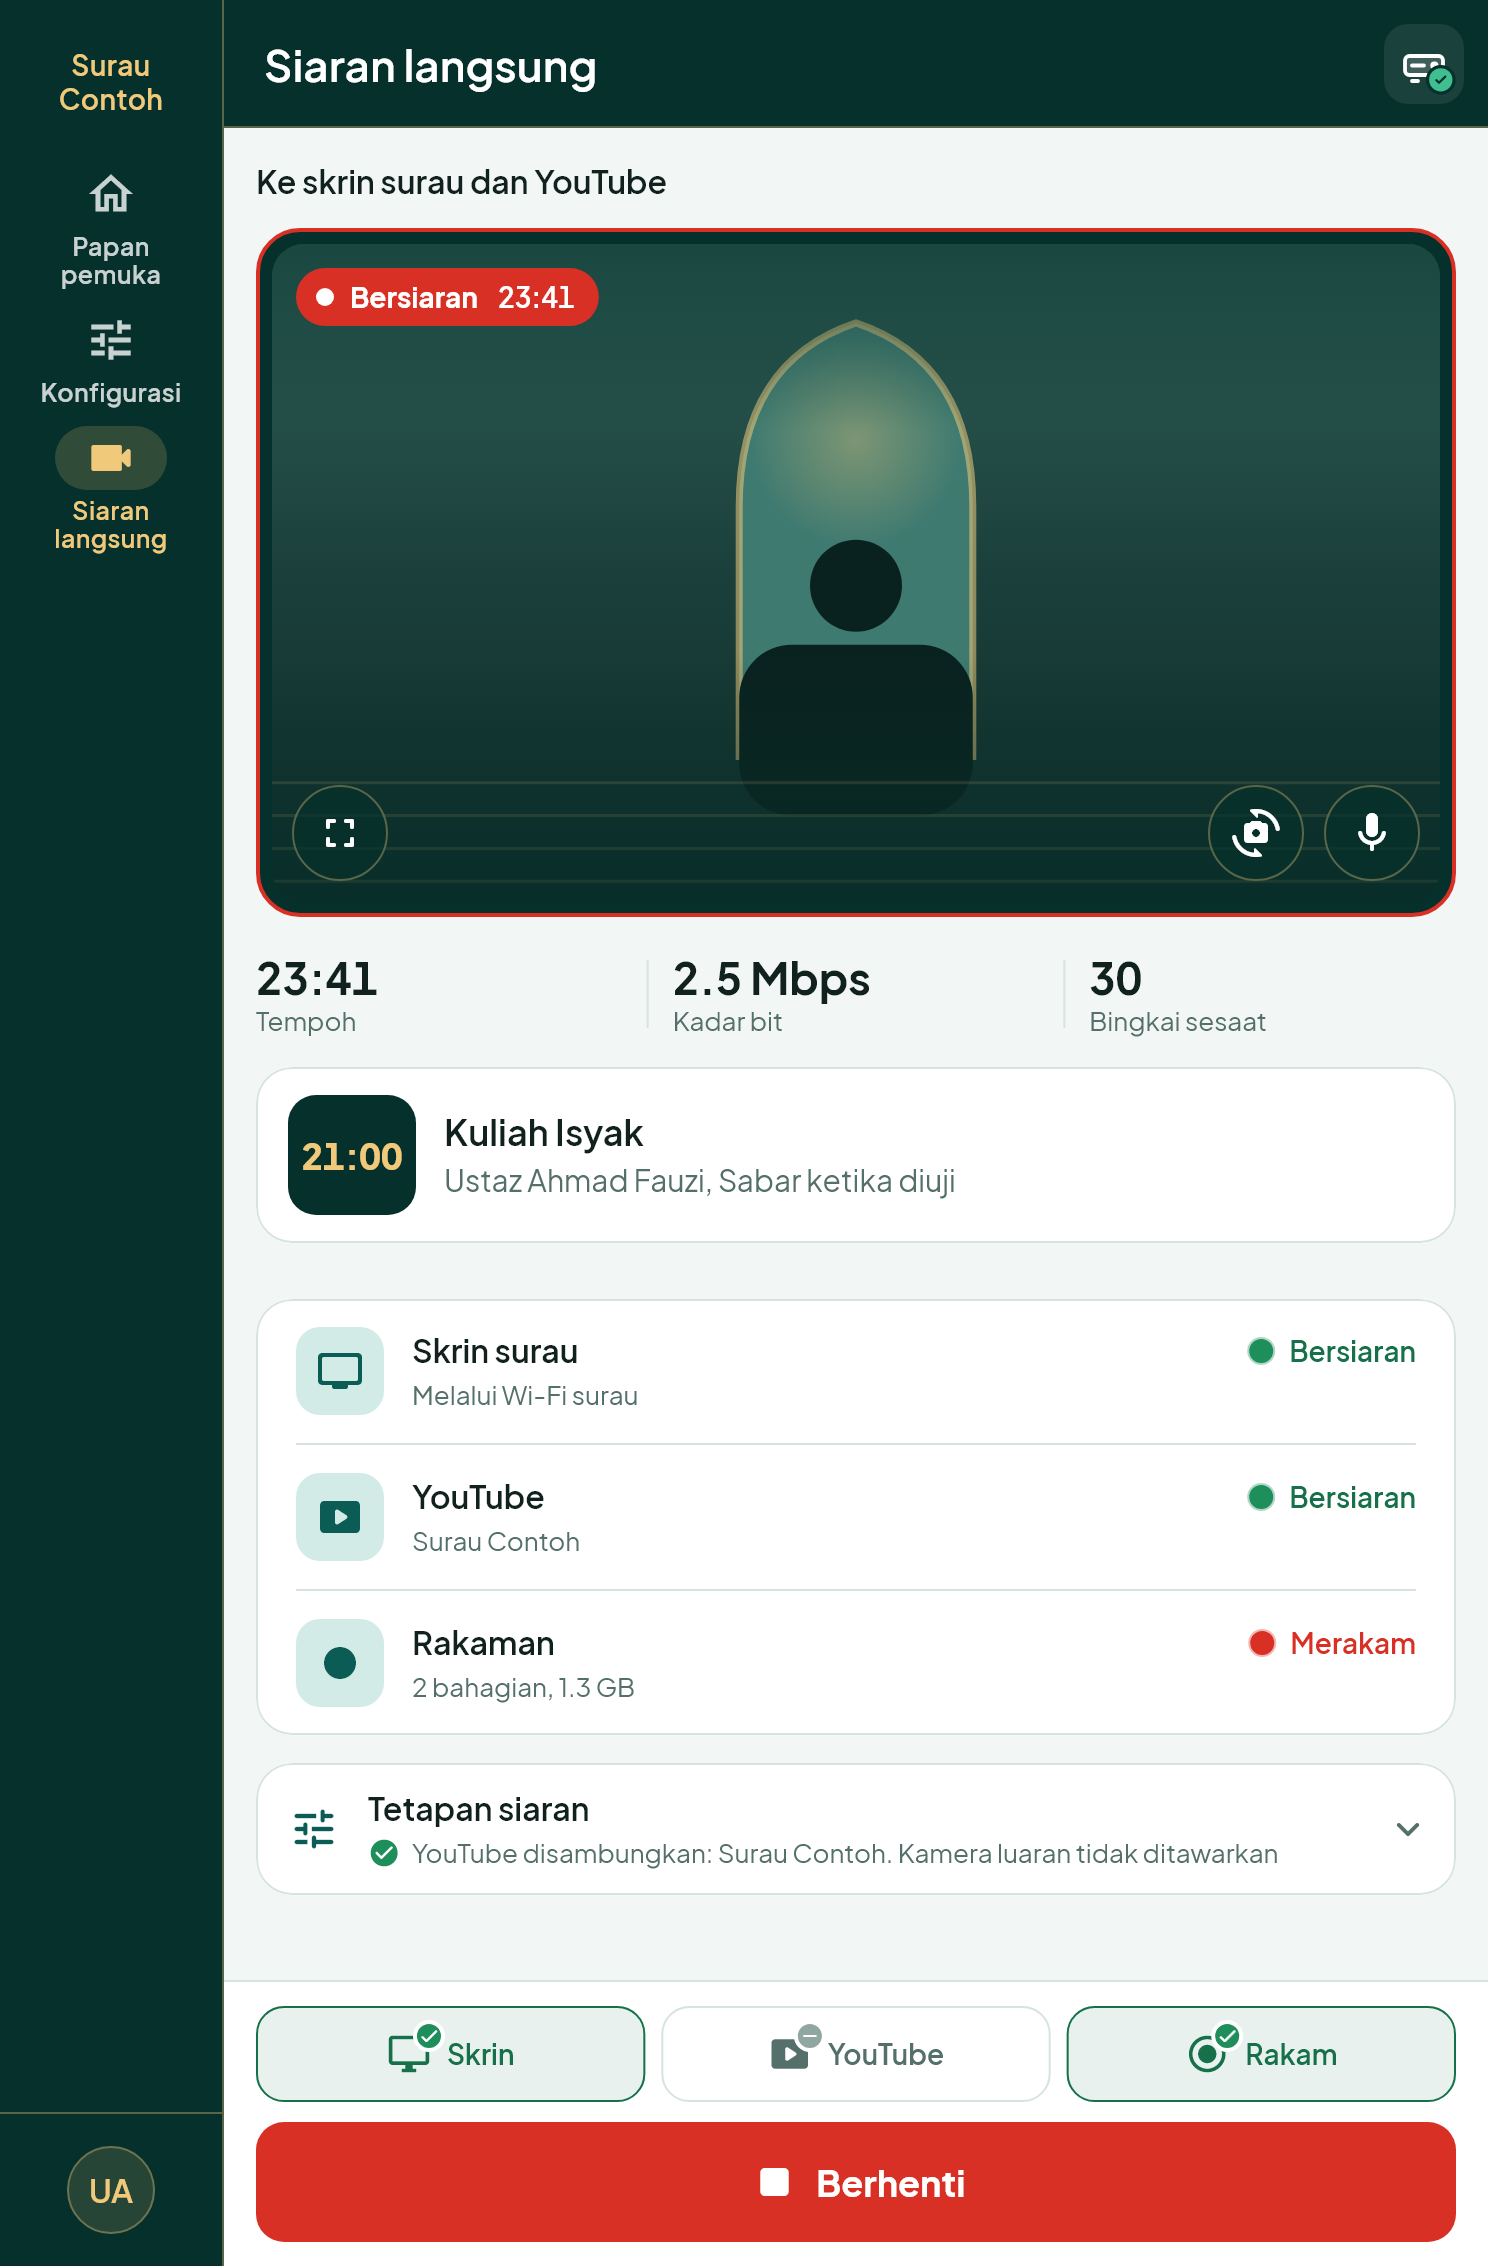 Surau
Contoh
Papan
pemuka
Konfigurasi
Siaran
langsung
UA
Siaran langsung
Ke skrin surau dan YouTube
Bersiaran 23:41
23:41
Tempoh
2.5 Mbps
Kadar bit
30
Bingkai sesaat
21:00
Kuliah Isyak
Ustaz Ahmad Fauzi, Sabar ketika diuji
Skrin surau
Melalui Wi-Fi surau
Bersiaran
YouTube
Surau Contoh
Bersiaran
Rakaman
2 bahagian, 1.3 GB
Merakam
Tetapan siaran
YouTube disambungkan: Surau Contoh. Kamera luaran tidak ditawarkan
Skrin
YouTube
Rakam
Berhenti